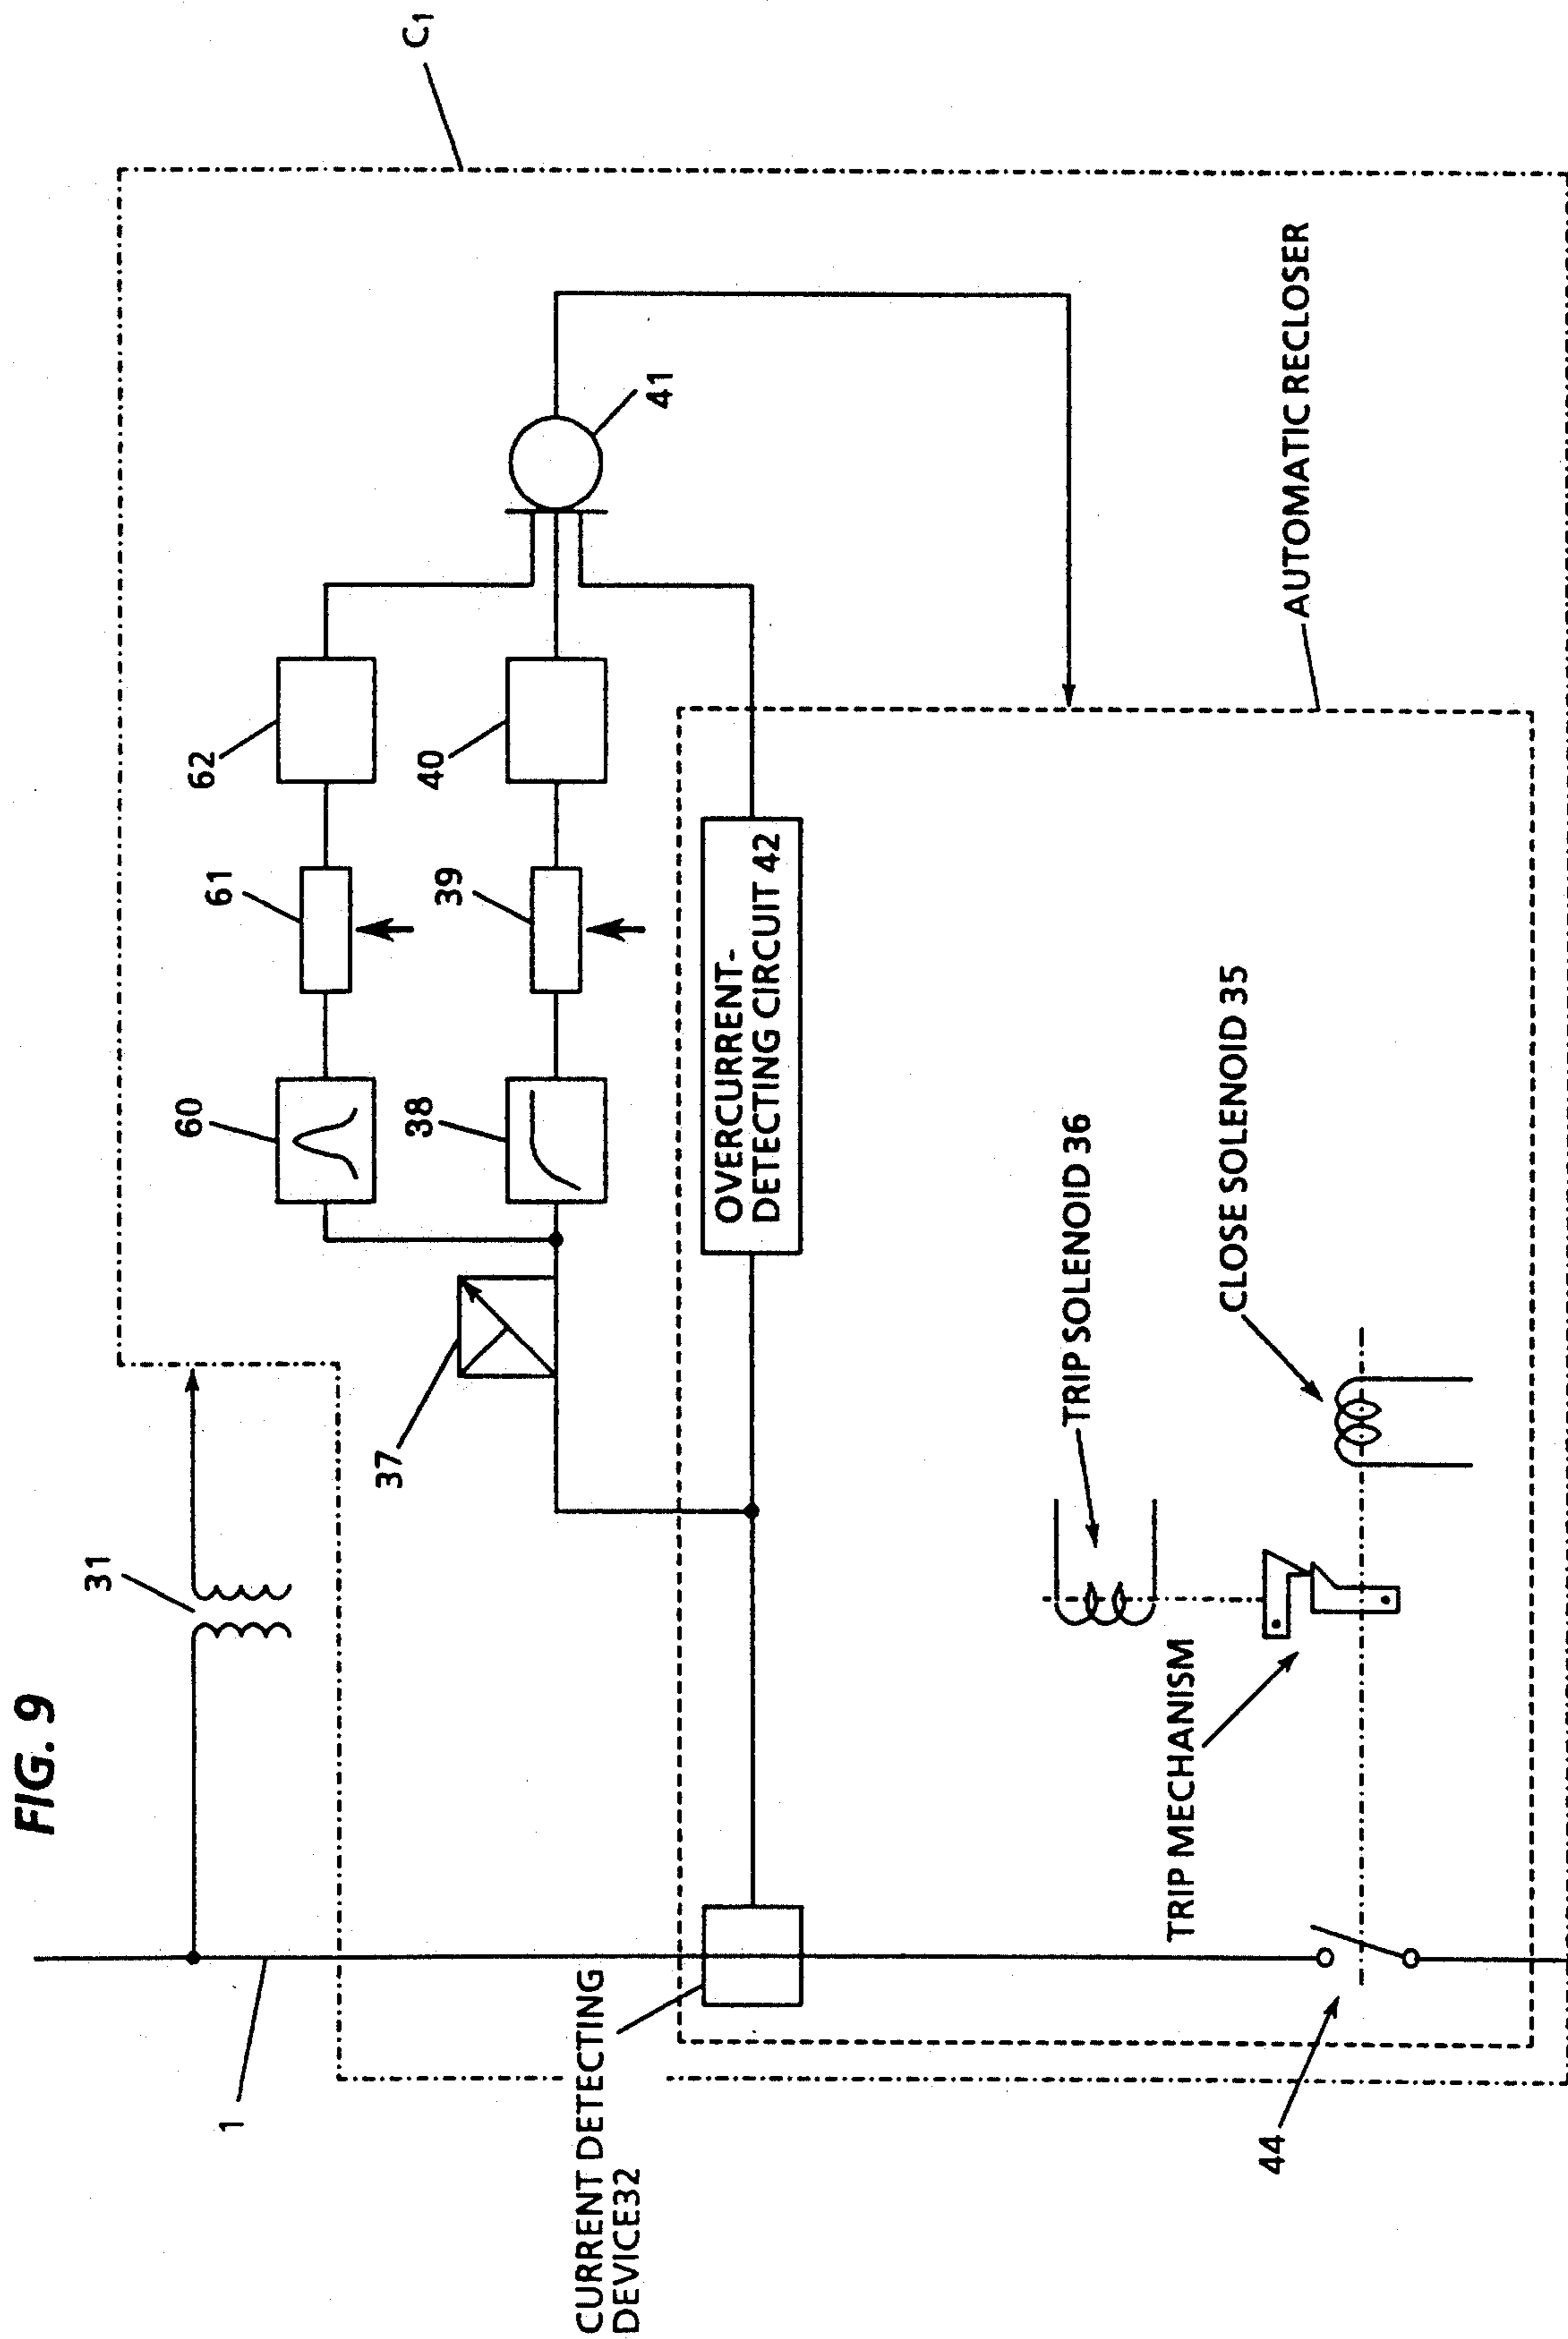 FIG. 9
31
1
C1
60
61
62
37
38
39
40
41
CURRENT DETECTING
DEVICE32
OVERCURRENT-
DETECTING CIRCUIT 42
TRIP SOLENOID 36
TRIP MECHANISM
CLOSE SOLENOID 35
44
AUTOMATIC RECLOSER